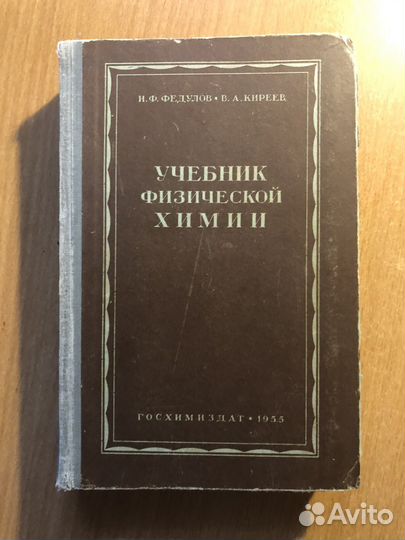 И.Ф. ФЕДУЛОВ • В.А. КИРЕЕВ
УЧЕБНИК
ФИЗИЧЕСКОЙ
ХИМИИ
ГОСХИМИЗДАТ • 1955
Avito